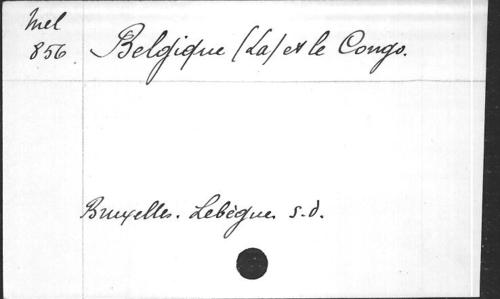 Mel
856
Belgique (La) et le Congo.
Bruxelles. Lebègue. s.d.